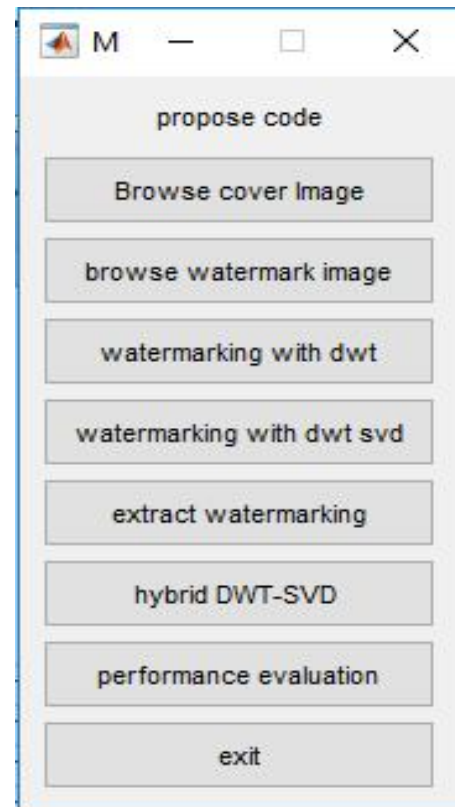 M
propose code
Browse cover Image
browse watermark image
watermarking with dwt
watermarking with dwt svd
extract watermarking
hybrid DWT-SVD
performance evaluation
exit